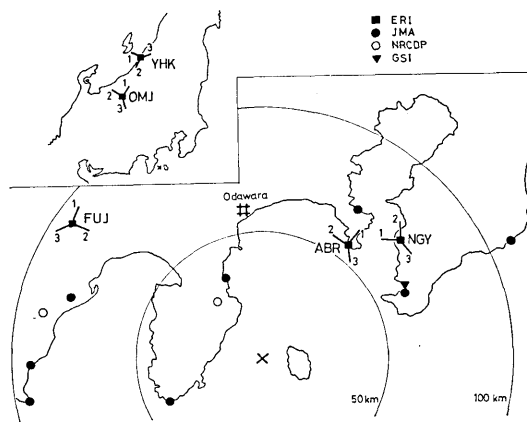 ERI
JMA
NRCDP
GSI
1 3
2
YHK
1
2
OMJ
3
Odawara
1
FUJ
3 2
2 1
ABR
3
2
1 NGY
3
50 km
100 km